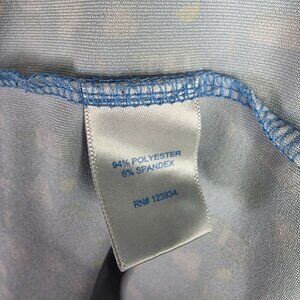 94% POLYESTER
6% SPANDEX
RN# 123934